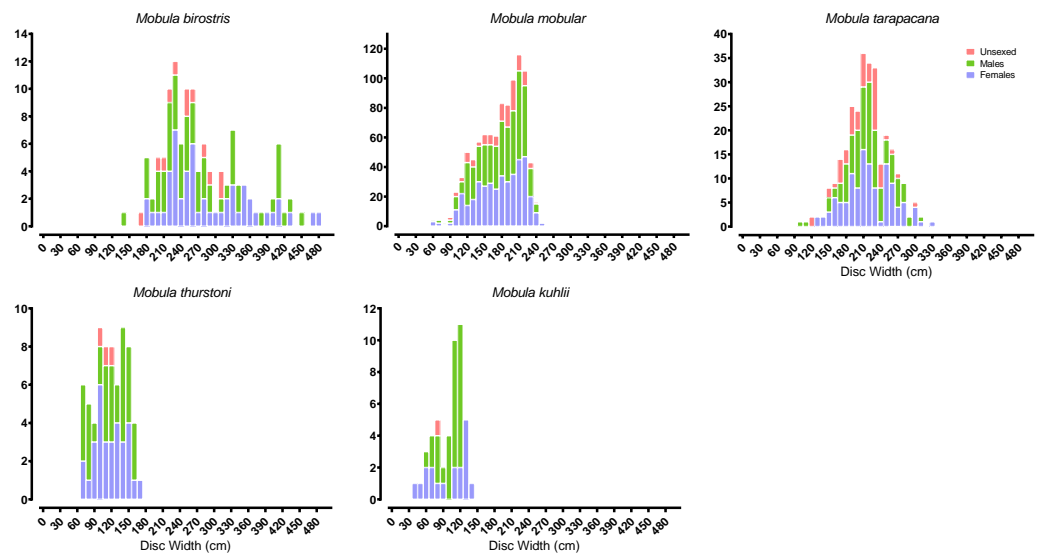 Mobula birostris
14
12
10
8
6
4
2
0
0 30 60 90 120 150 180 210 240 270 300 330 360 390 420 450 480
Mobula mobular
120
100
80
60
40
20
0
0 30 60 90 120 150 180 210 240 270 300 330 360 390 420 450 480
Mobula tarapacana
40
35
30
25
20
15
10
5
0
Unsexed
Males
Females
0 30 60 90 120 150 180 210 240 270 300 330 360 390 420 450 480
Disc Width (cm)
Mobula thurstoni
10
8
6
4
2
0
0 30 60 90 120 150 180 210 240 270 300 330 360 390 420 450 480
Disc Width (cm)
Mobula kuhlii
12
10
8
6
4
2
0
0 30 60 90 120 150 180 210 240 270 300 330 360 390 420 450 480
Disc Width (cm)